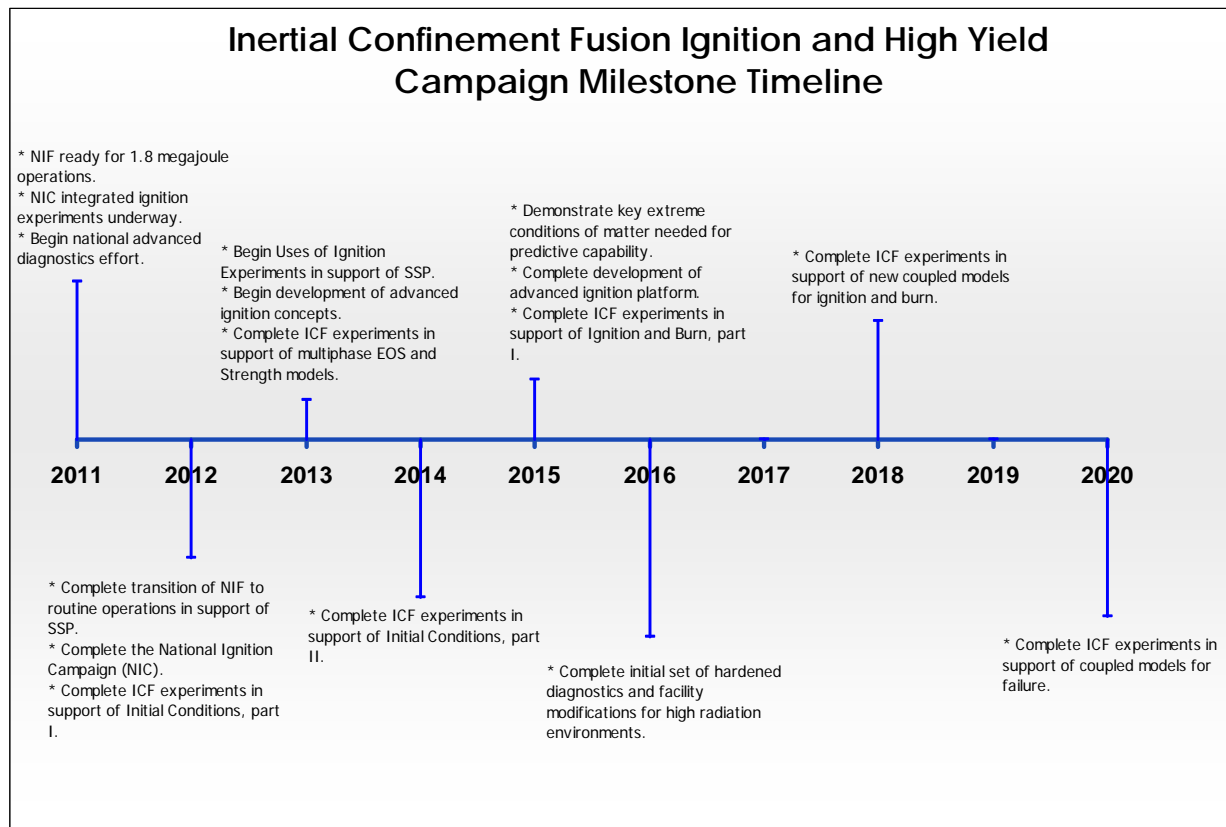 Inertial Confinement Fusion Ignition and High Yield
Campaign Milestone Timeline
* NIF ready for 1.8 megajoule
operations.
* NIC integrated ignition
experiments underway.
* Begin national advanced
diagnostics effort.
* Begin Uses of Ignition
Experiments in support of SSP.
* Begin development of advanced
ignition concepts.
* Complete ICF experiments in
support of multiphase EOS and
Strength models.
* Demonstrate key extreme
conditions of matter needed for
predictive capability.
* Complete development of
advanced ignition platform.
* Complete ICF experiments in
support of Ignition and Burn, part
I.
* Complete ICF experiments in
support of new coupled models
for ignition and burn.
2011 2012 2013 2014 2015 2016 2017 2018 2019 2020
* Complete transition of NIF to
routine operations in support of
SSP.
* Complete the National Ignition
Campaign (NIC).
* Complete ICF experiments in
support of Initial Conditions, part
I.
* Complete ICF experiments in
support of Initial Conditions, part
II.
* Complete initial set of hardened
diagnostics and facility
modifications for high radiation
environments.
* Complete ICF experiments in
support of coupled models for
failure.